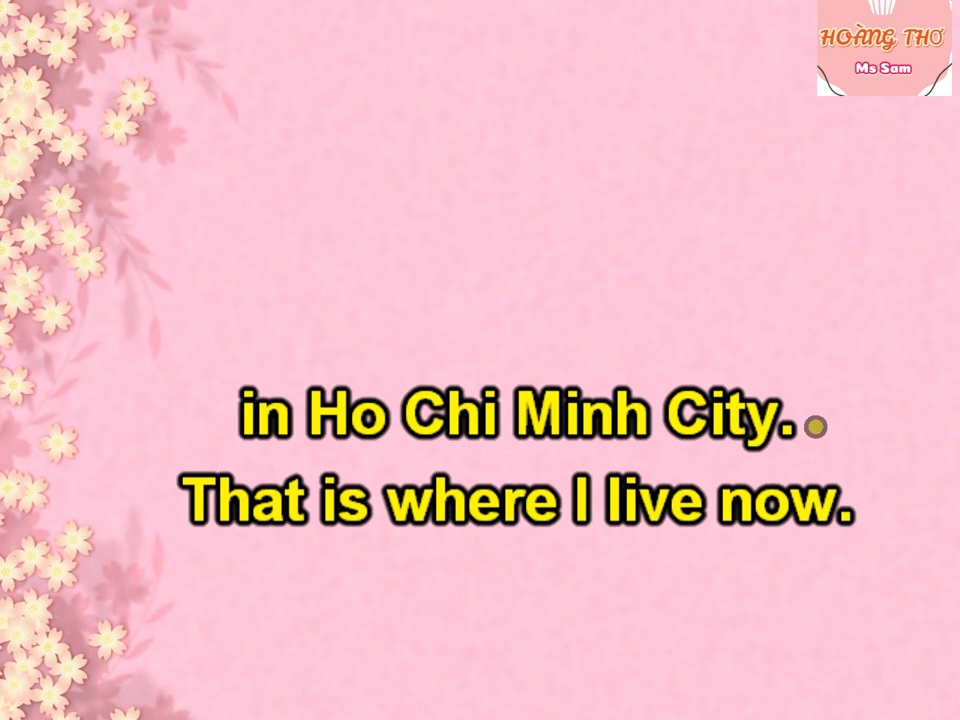 HOÀNG THƠ
Ms Sam
in Ho Chi Minh City.
That is where I live now.